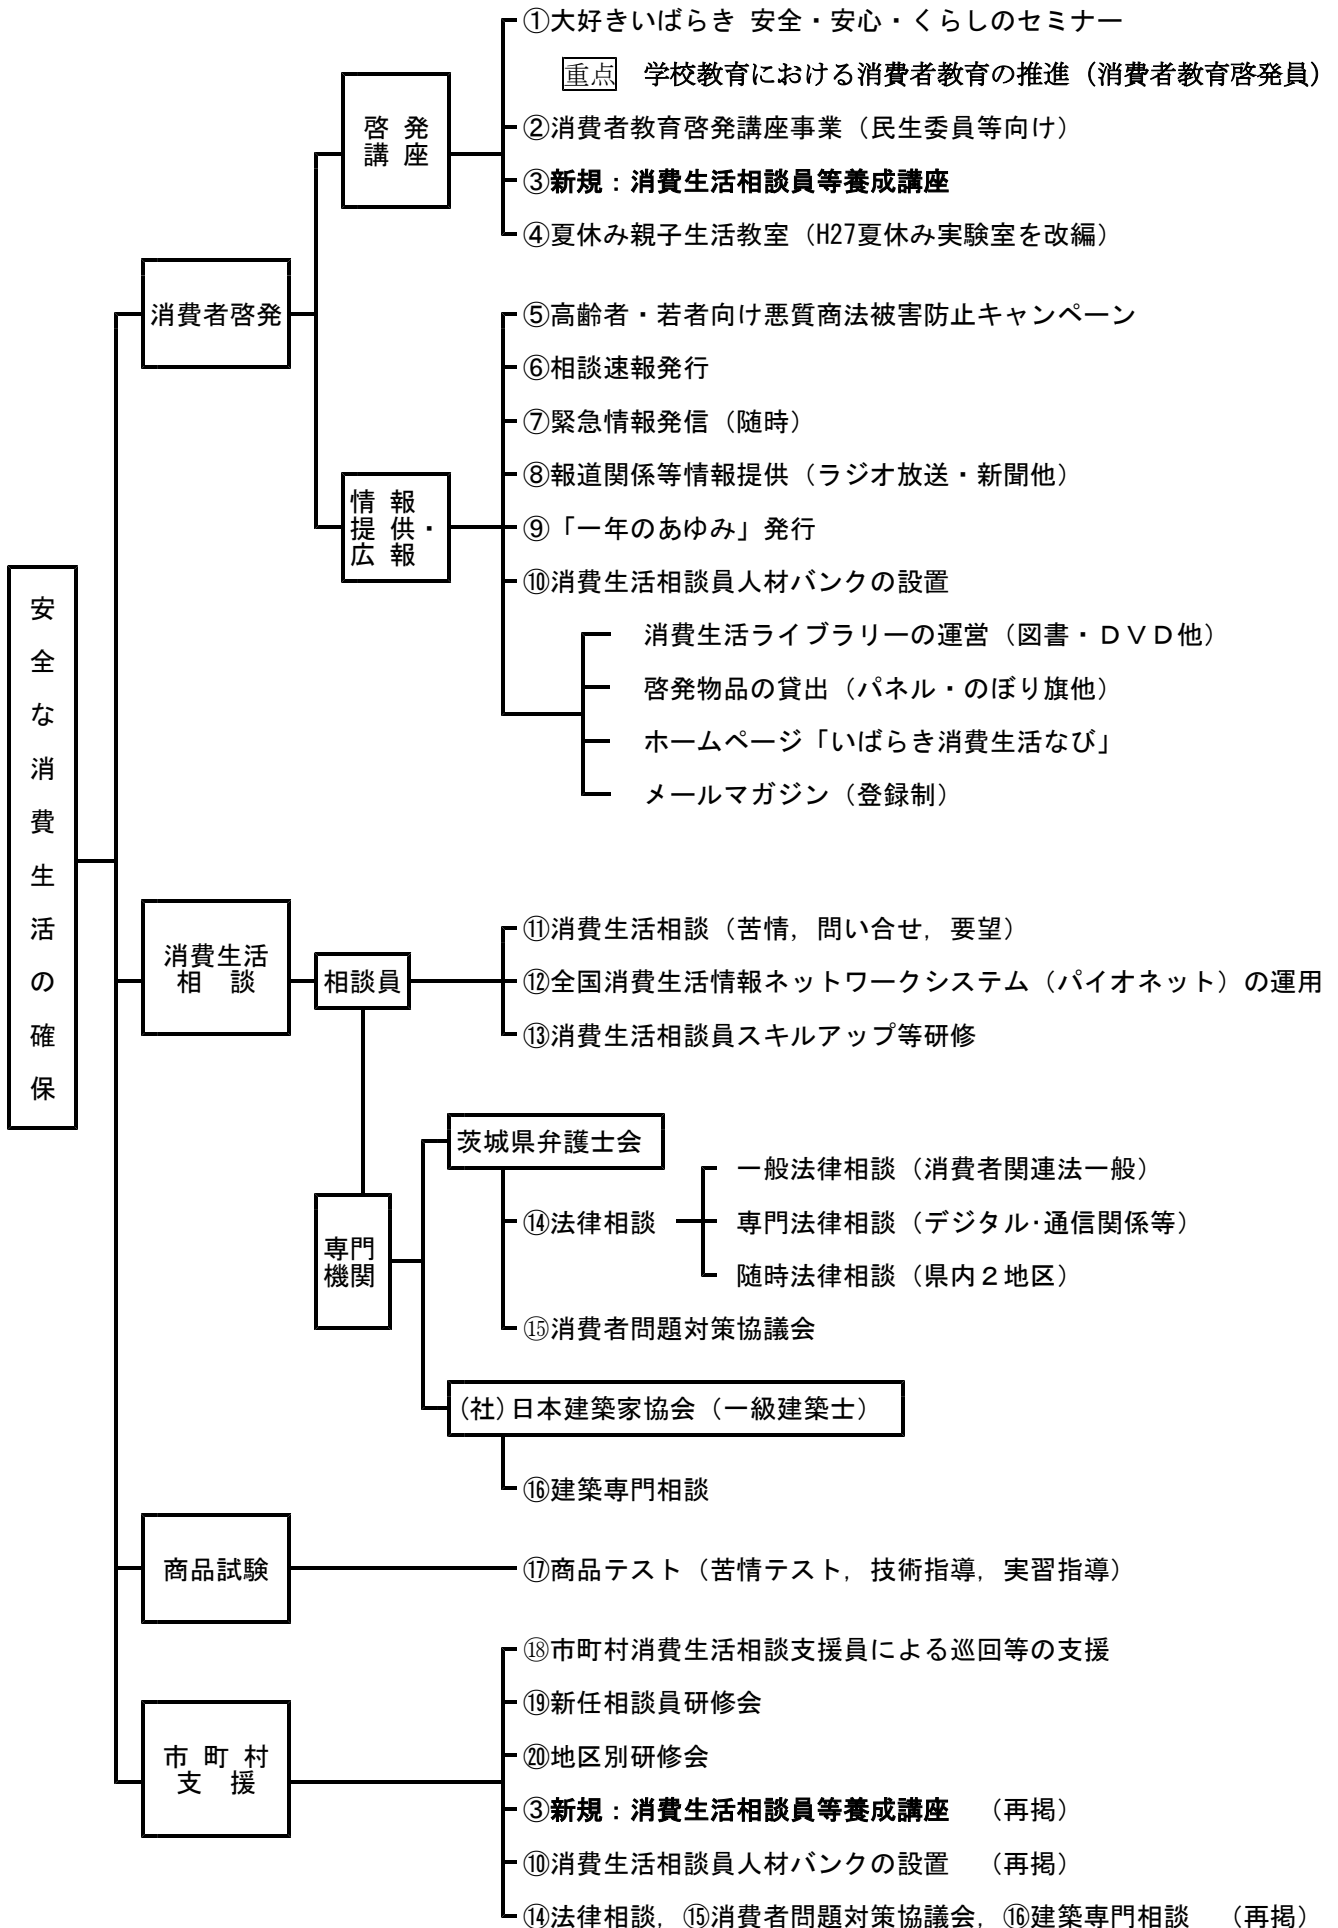 安全な消費生活の確保
消費者啓発
啓発
講座
①大好きいばらき 安全・安心・くらしのセミナー
重点 学校教育における消費者教育の推進（消費者教育啓発員）
②消費者教育啓発講座事業（民生委員等向け）
③新規：消費生活相談員等養成講座
④夏休み親子生活教室（H27夏休み実験室を改編）
情報
提供・
広報
⑤高齢者・若者向け悪質商法被害防止キャンペーン
⑥相談速報発行
⑦緊急情報発信（随時）
⑧報道関係等情報提供（ラジオ放送・新聞他）
⑨「一年のあゆみ」発行
⑩消費生活相談員人材バンクの設置
消費生活ライブラリーの運営（図書・ＤＶＤ他）
啓発物品の貸出（パネル・のぼり旗他）
ホームページ「いばらき消費生活なび」
メールマガジン（登録制）
消費生活
相　談
相談員
⑪消費生活相談（苦情，問い合せ，要望）
⑫全国消費生活情報ネットワークシステム（パイオネット）の運用
⑬消費生活相談員スキルアップ等研修
専門
機関
茨城県弁護士会
⑭法律相談
一般法律相談（消費者関連法一般）
専門法律相談（デジタル･通信関係等）
随時法律相談（県内２地区）
⑮消費者問題対策協議会
(社)日本建築家協会（一級建築士）
⑯建築専門相談
商品試験
⑰商品テスト（苦情テスト，技術指導，実習指導）
市町村
支　援
⑱市町村消費生活相談支援員による巡回等の支援
⑲新任相談員研修会
⑳地区別研修会
③新規：消費生活相談員等養成講座　（再掲）
⑩消費生活相談員人材バンクの設置　（再掲）
⑭法律相談，⑮消費者問題対策協議会，⑯建築専門相談　（再掲）